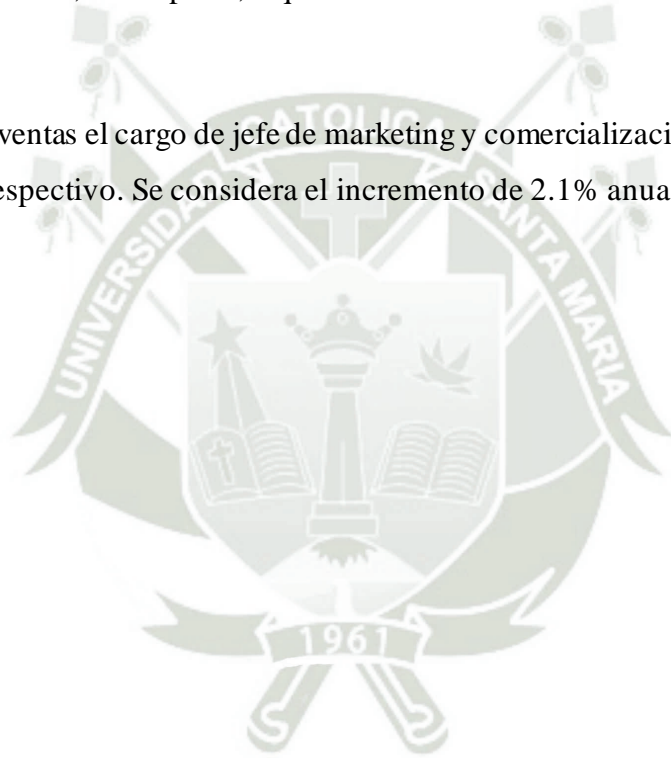 ventas el cargo de jefe de marketing y comercializaci
espectivo. Se considera el incremento de 2.1% anua
UNIVERSIDAD CATOLICA SANTA MARIA
1961